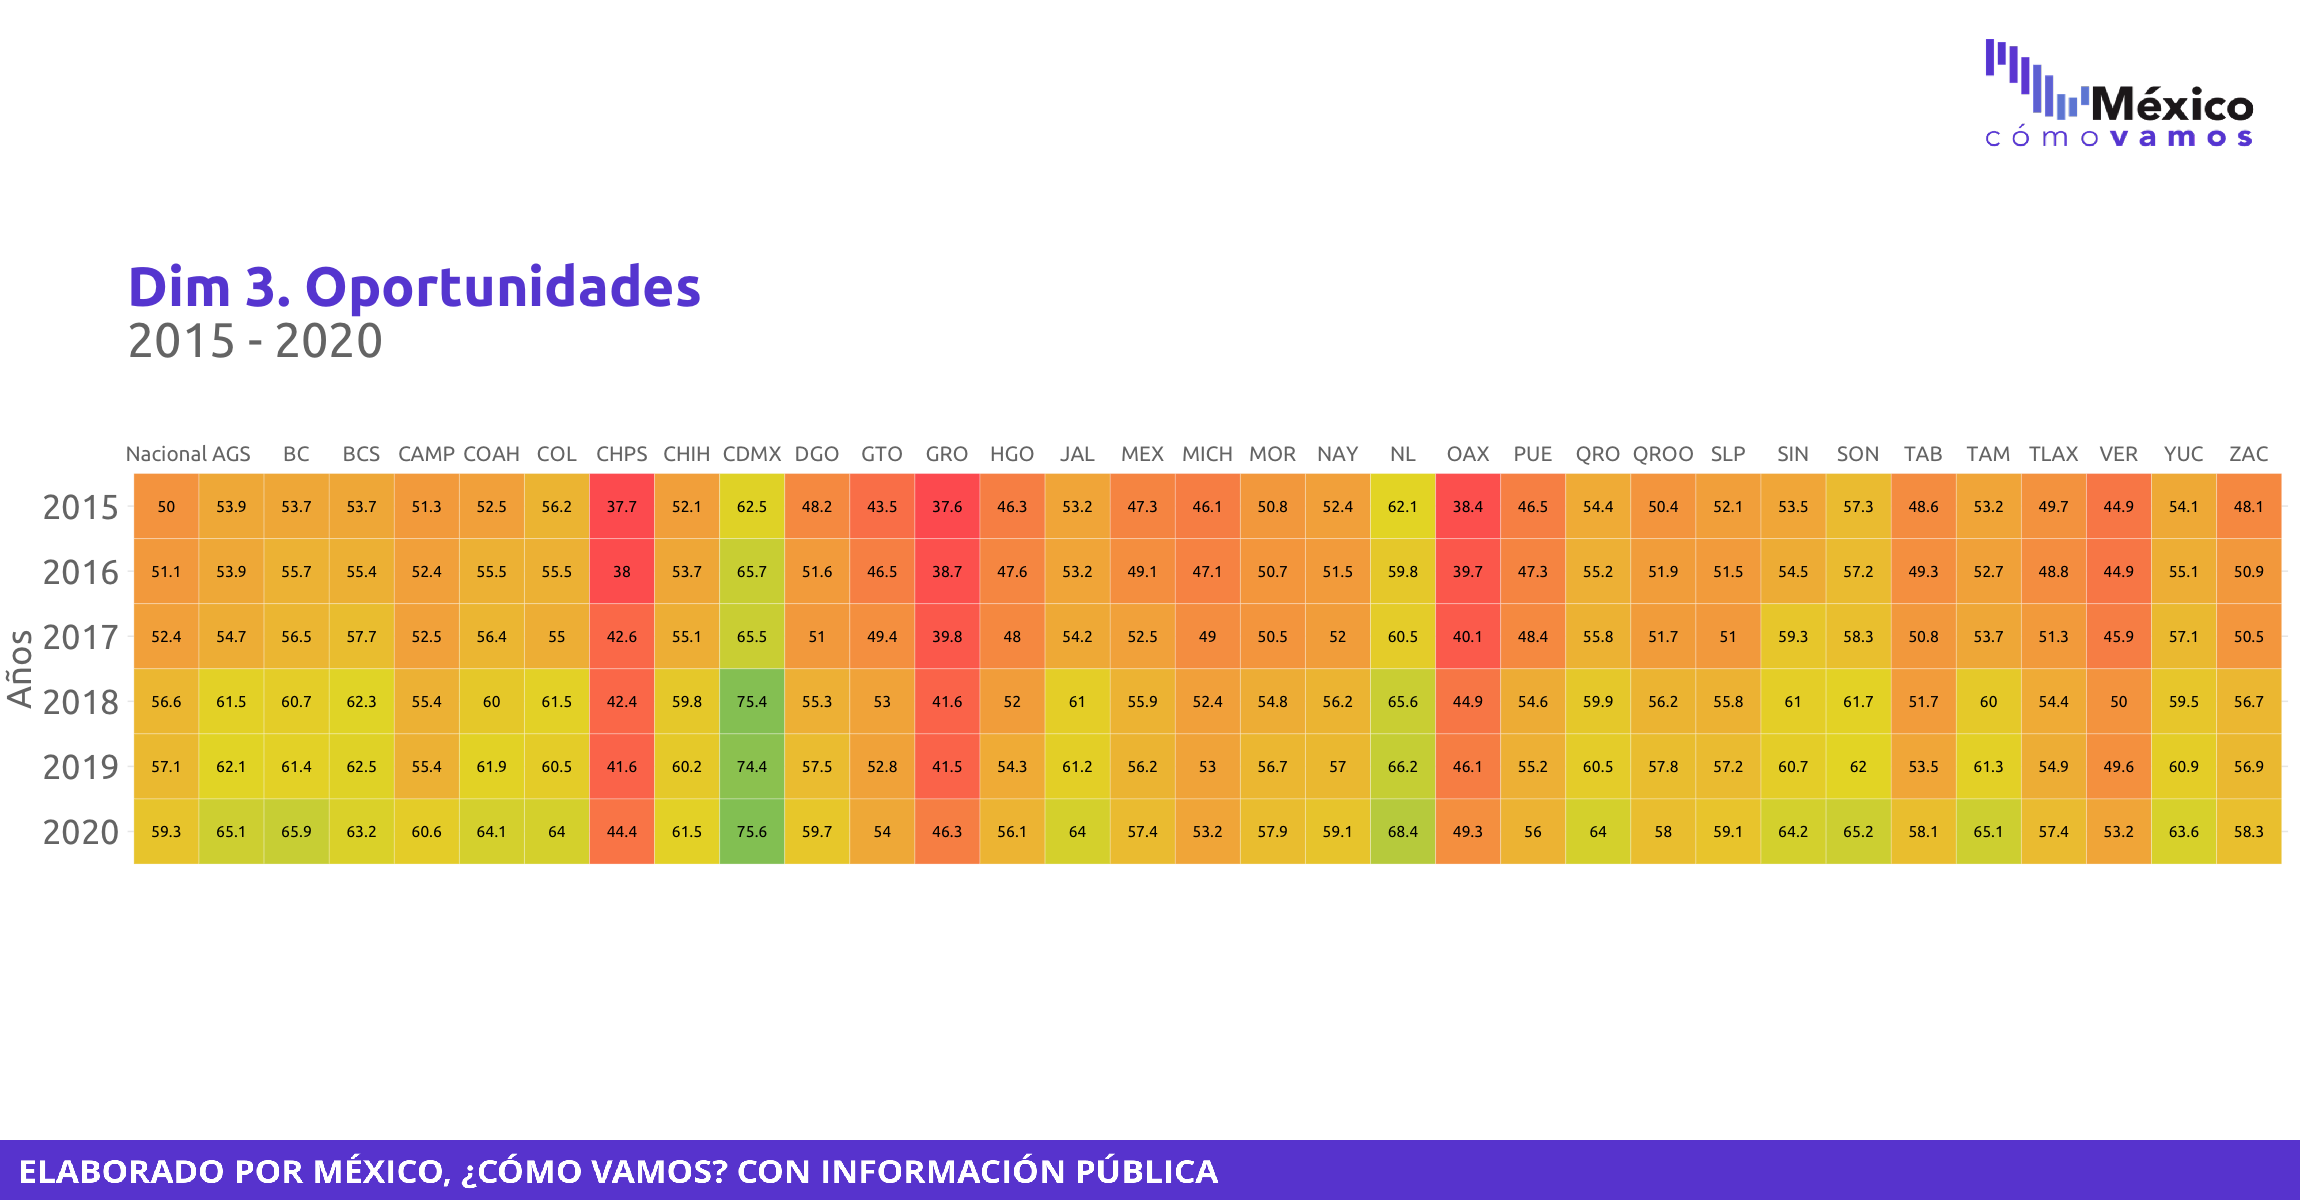 México
cómovamos
Dim 3. Oportunidades
2015 - 2020
Nacional AGS BC BCS CAMP COAH COL CHPS CHIH CDMX DGO GTO GRO HGO JAL MEX MICH MOR NAY NL OAX PUE QRO QROO SLP SIN SON TAB TAM TLAX VER YUC ZAC
2015 50 53.9 53.7 53.7 51.3 52.5 56.2 37.7 52.1 62.5 48.2 43.5 37.6 46.3 53.2 47.3 46.1 50.8 52.4 62.1 38.4 46.5 54.4 50.4 52.1 53.5 57.3 48.6 53.2 49.7 44.9 54.1 48.1
2016 51.1 53.9 55.7 55.4 52.4 55.5 55.5 38 53.7 65.7 51.6 46.5 38.7 47.6 53.2 49.1 47.1 50.7 51.5 59.8 39.7 47.3 55.2 51.9 51.5 54.5 57.2 49.3 52.7 48.8 44.9 55.1 50.9
2017 52.4 54.7 56.5 57.7 52.5 56.4 55 42.6 55.1 65.5 51 49.4 39.8 48 54.2 52.5 49 50.5 52 60.5 40.1 48.4 55.8 51.7 51 59.3 58.3 50.8 53.7 51.3 45.9 57.1 50.5
2018 56.6 61.5 60.7 62.3 55.4 60 61.5 42.4 59.8 75.4 55.3 53 41.6 52 61 55.9 52.4 54.8 56.2 65.6 44.9 54.6 59.9 56.2 55.8 61 61.7 51.7 60 54.4 50 59.5 56.7
2019 57.1 62.1 61.4 62.5 55.4 61.9 60.5 41.6 60.2 74.4 57.5 52.8 41.5 54.3 61.2 56.2 53 56.7 57 66.2 46.1 55.2 60.5 57.8 57.2 60.7 62 53.5 61.3 54.9 49.6 60.9 56.9
2020 59.3 65.1 65.9 63.2 60.6 64.1 64 44.4 61.5 75.6 59.7 54 46.3 56.1 64 57.4 53.2 57.9 59.1 68.4 49.3 56 64 58 59.1 64.2 65.2 58.1 65.1 57.4 53.2 63.6 58.3
Años
ELABORADO POR MÉXICO, ¿CÓMO VAMOS? CON INFORMACIÓN PÚBLICA